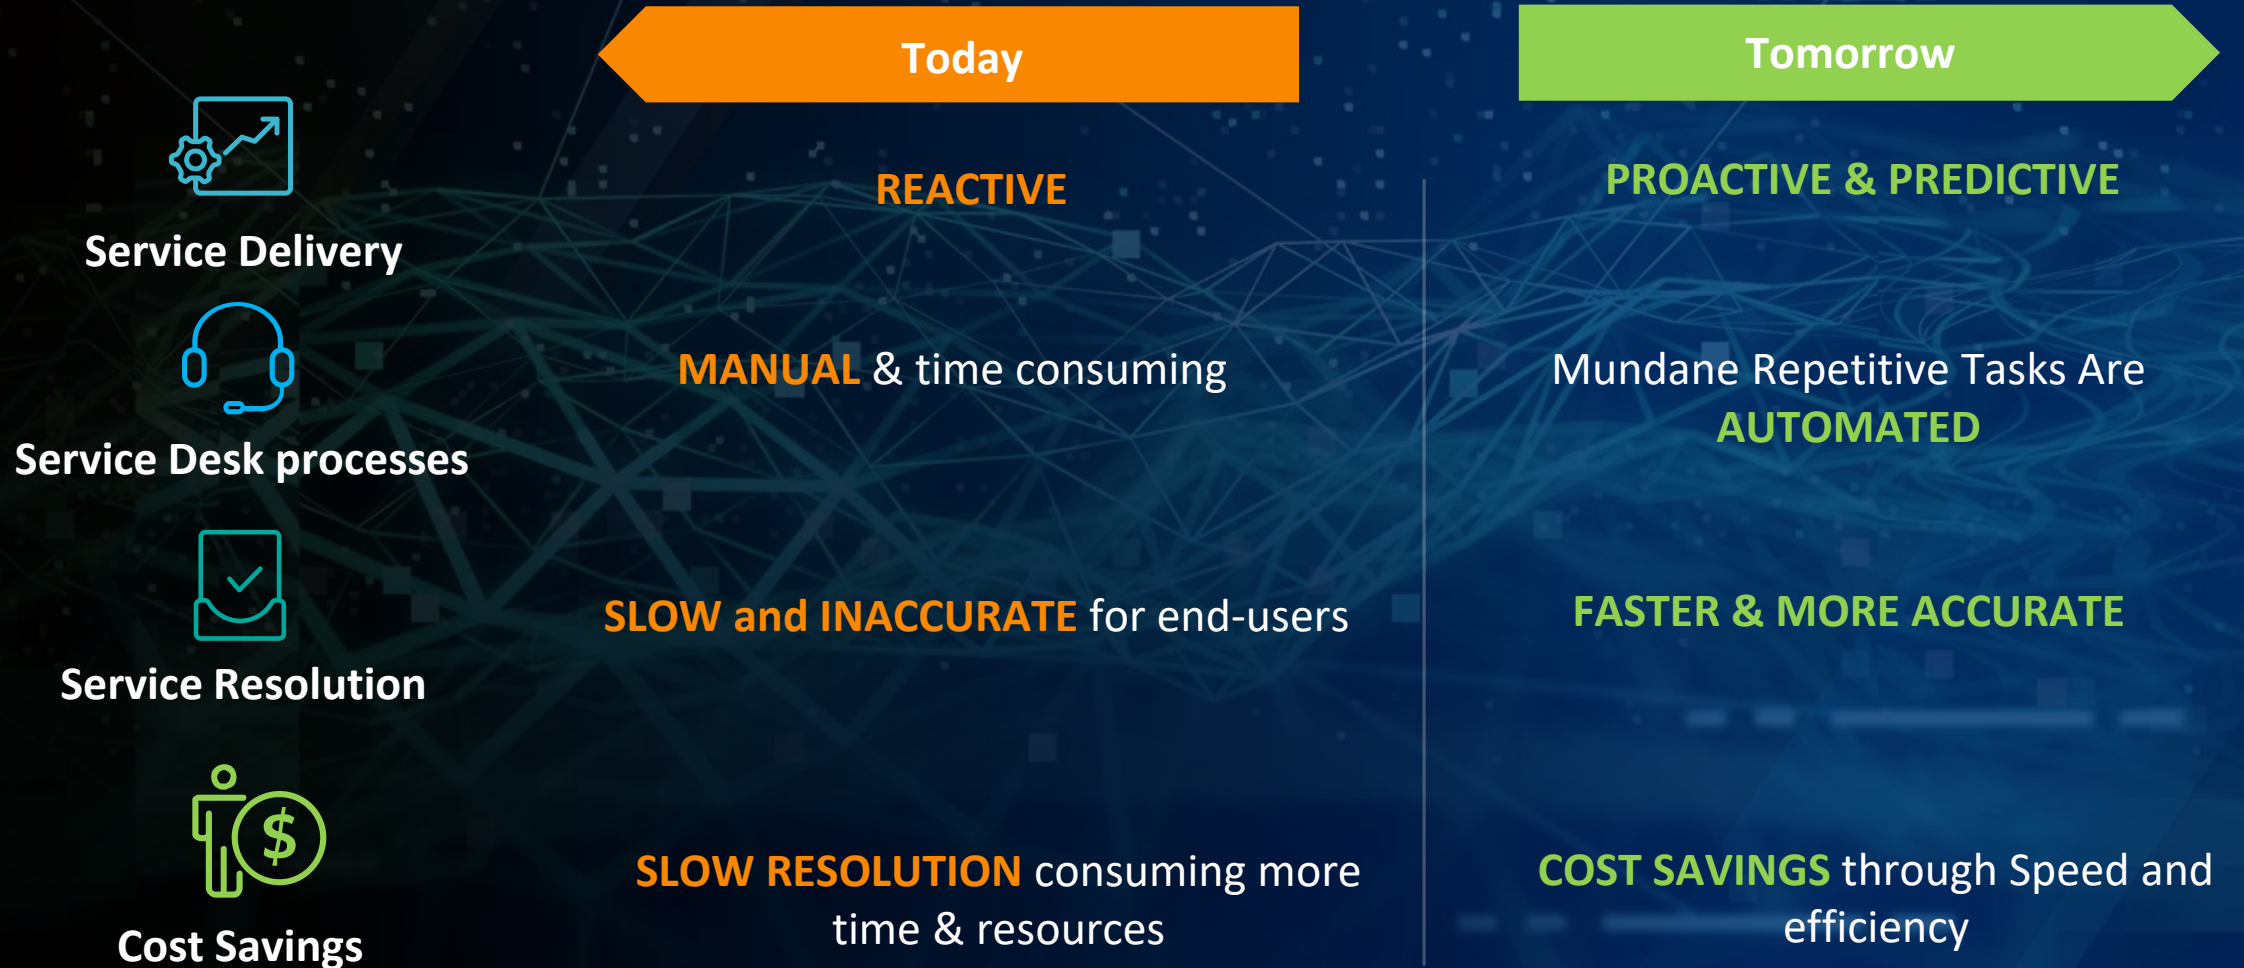 Today
Tomorrow
Service Delivery
REACTIVE
PROACTIVE & PREDICTIVE
Service Desk processes
MANUAL & time consuming
Mundane Repetitive Tasks Are
AUTOMATED
Service Resolution
SLOW and INACCURATE for end-users
FASTER & MORE ACCURATE
$
Cost Savings
SLOW RESOLUTION consuming more
time & resources
COST SAVINGS through Speed and
efficiency